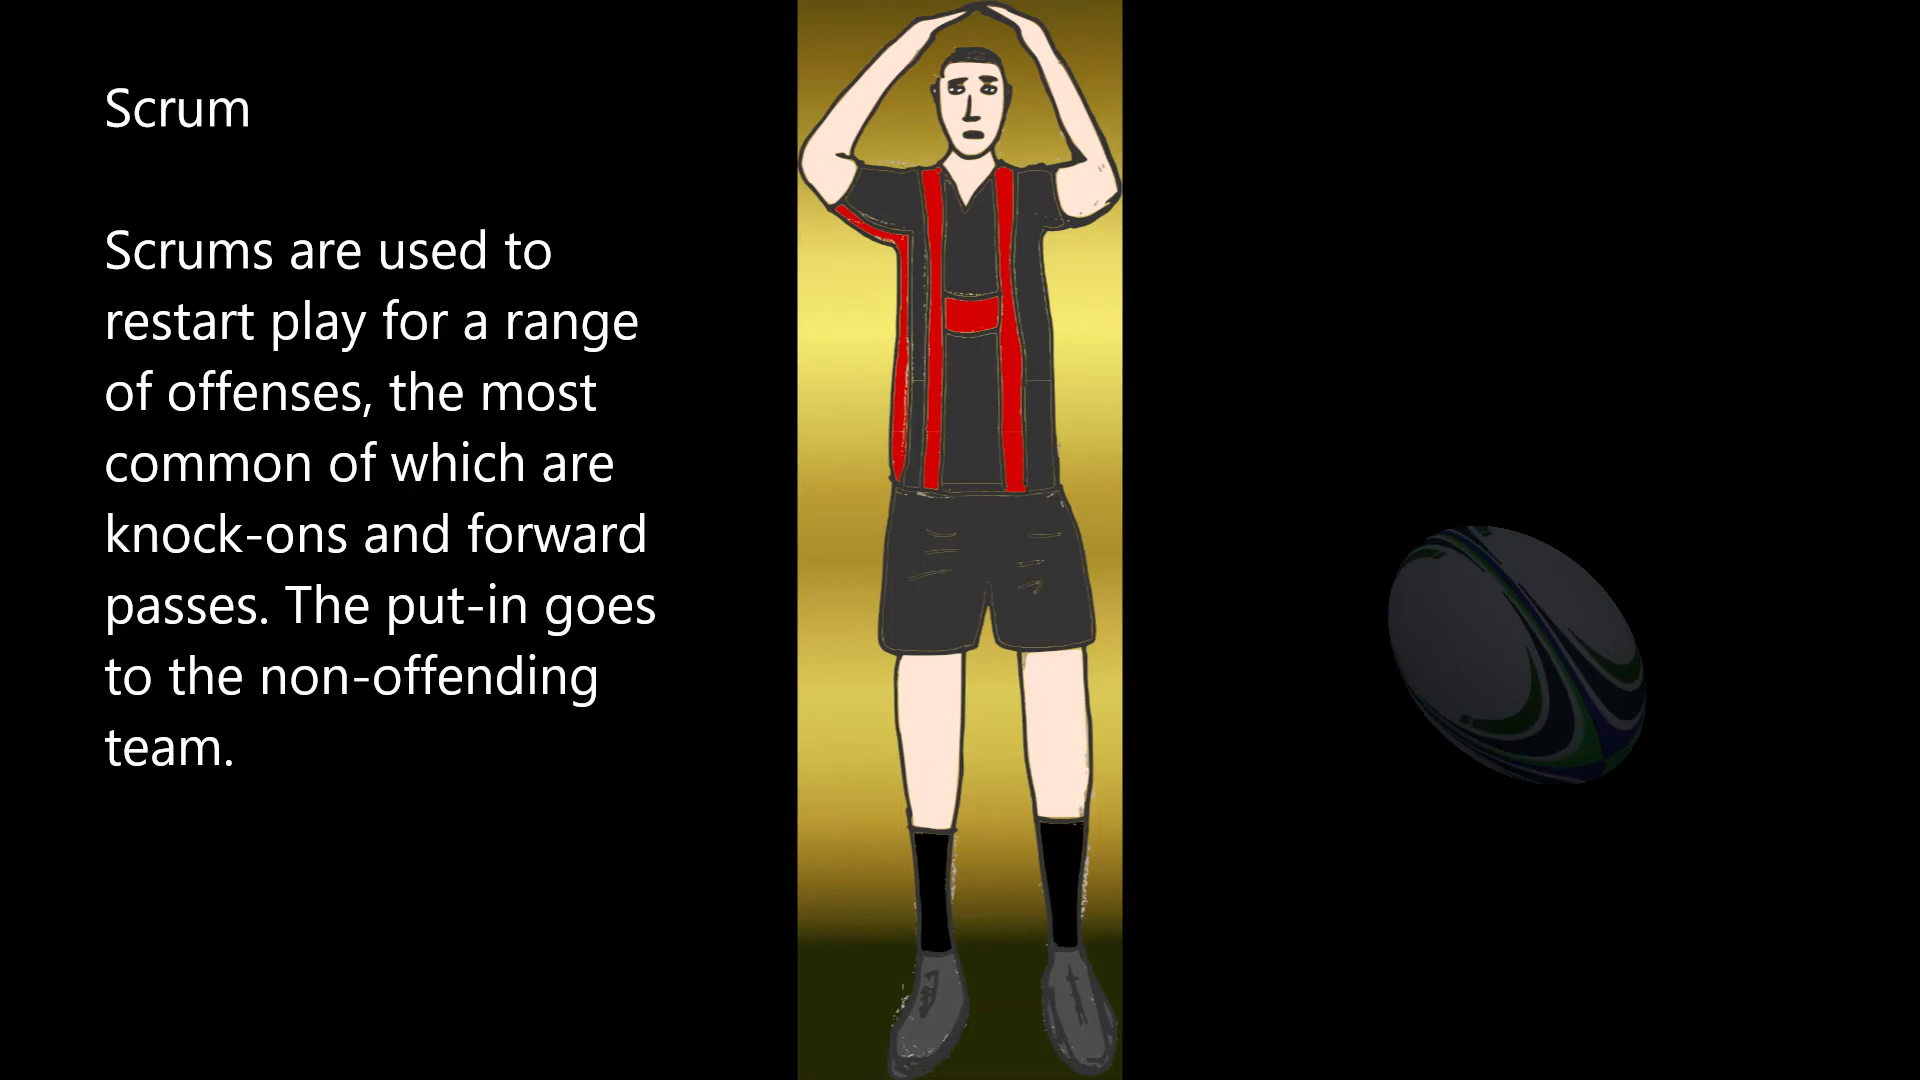 Scrum
Scrums are used to
restart play for a range
of offenses, the most
common of which are
knock-ons and forward
passes. The put-in goes
to the non-offending
team.